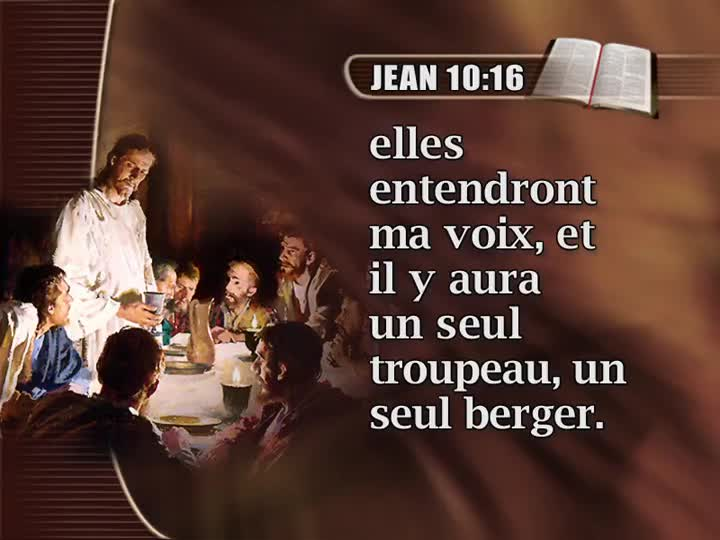 JEAN 10:16
elles
entendront
ma voix, et
il y aura
un seul
troupeau, un
seul berger.